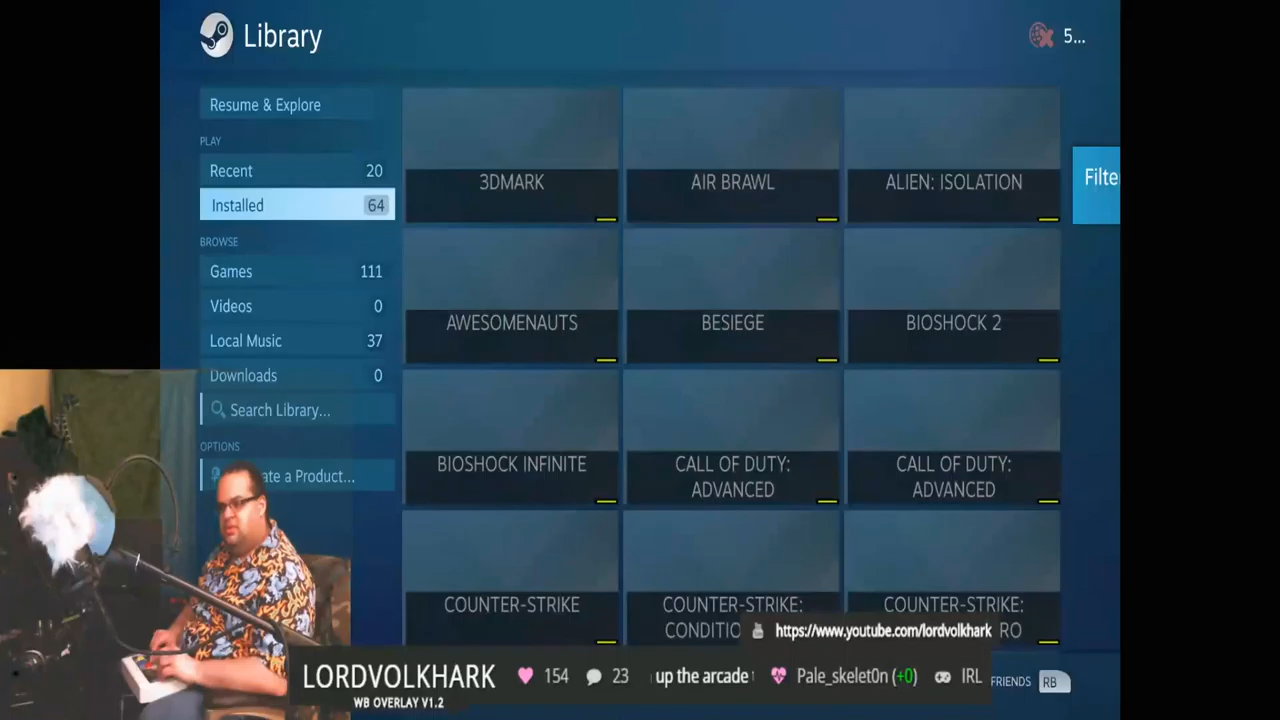 Library
5...
Resume & Explore
PLAY
Recent 20
Installed 64
BROWSE
Games 111
Videos 0
Local Music 37
Downloads 0
Search Library...
OPTIONS
ate a Product...
3DMARK
AIR BRAWL
ALIEN: ISOLATION
Filte
AWESOMENAUTS
BESIEGE
BIOSHOCK 2
BIOSHOCK INFINITE
CALL OF DUTY:
ADVANCED
CALL OF DUTY:
ADVANCED
COUNTER-STRIKE
COUNTER-STRIKE:
CONDITIO
COUNTER-STRIKE:
RO
https://www.youtube.com/lordvolkhark
LORDVOLKHARK
154
23
up the arcade
Pale_skelet0n (+0)
IRL
WB OVERLAY V1.2
FRIENDS
RB